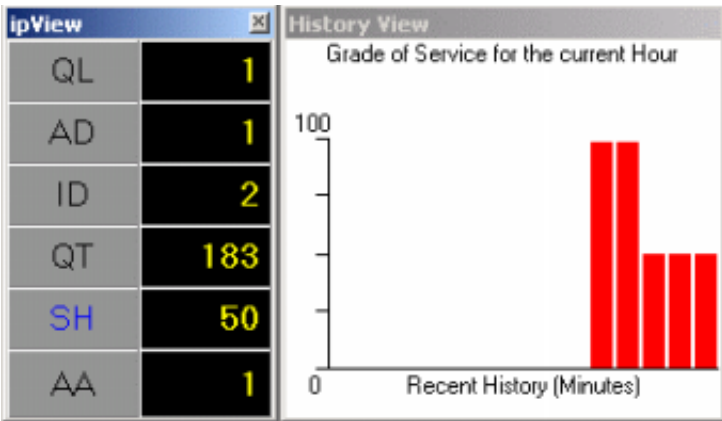 ipView
QL 1
AD 1
ID 2
QT 183
SH 50
AA 1
History View
Grade of Service for the current Hour
100
0
Recent History (Minutes)